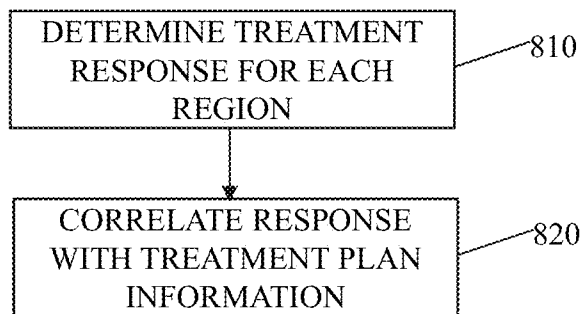 DETERMINE TREATMENT
RESPONSE FOR EACH
REGION
810
CORRELATE RESPONSE
WITH TREATMENT PLAN
INFORMATION
820